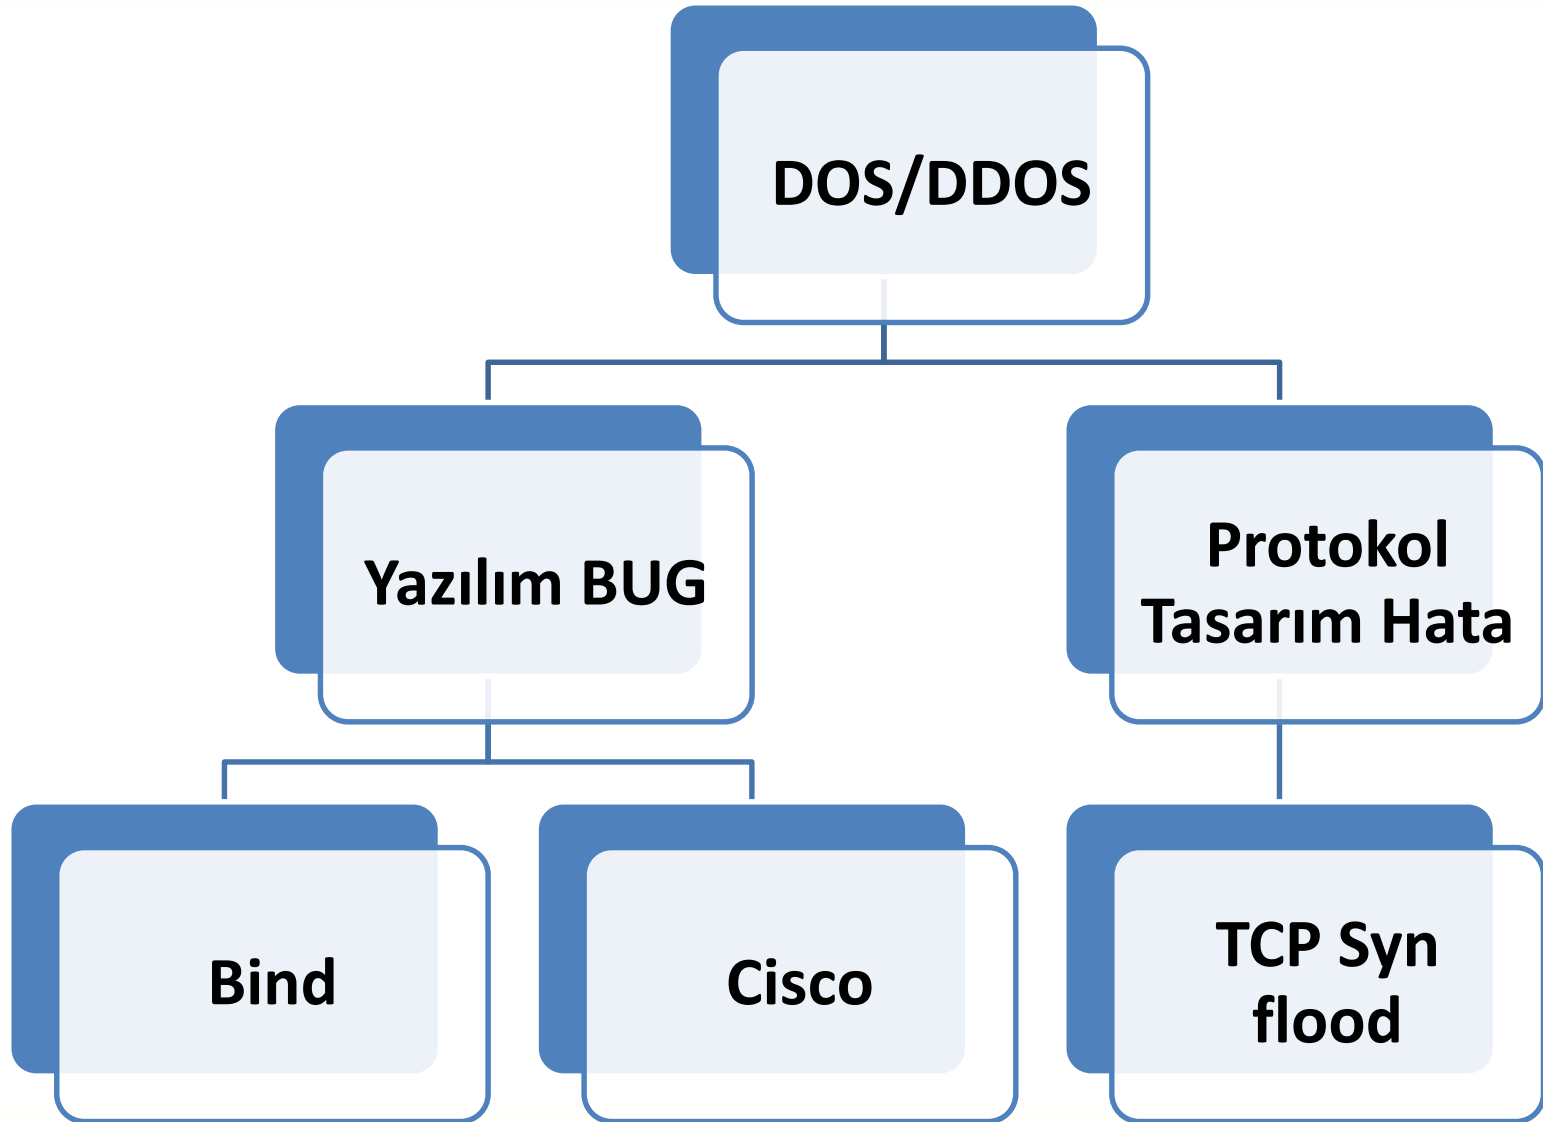 DOS/DDOS
Yazılım BUG
Protokol
Tasarım Hata
Bind
Cisco
TCP Syn
flood